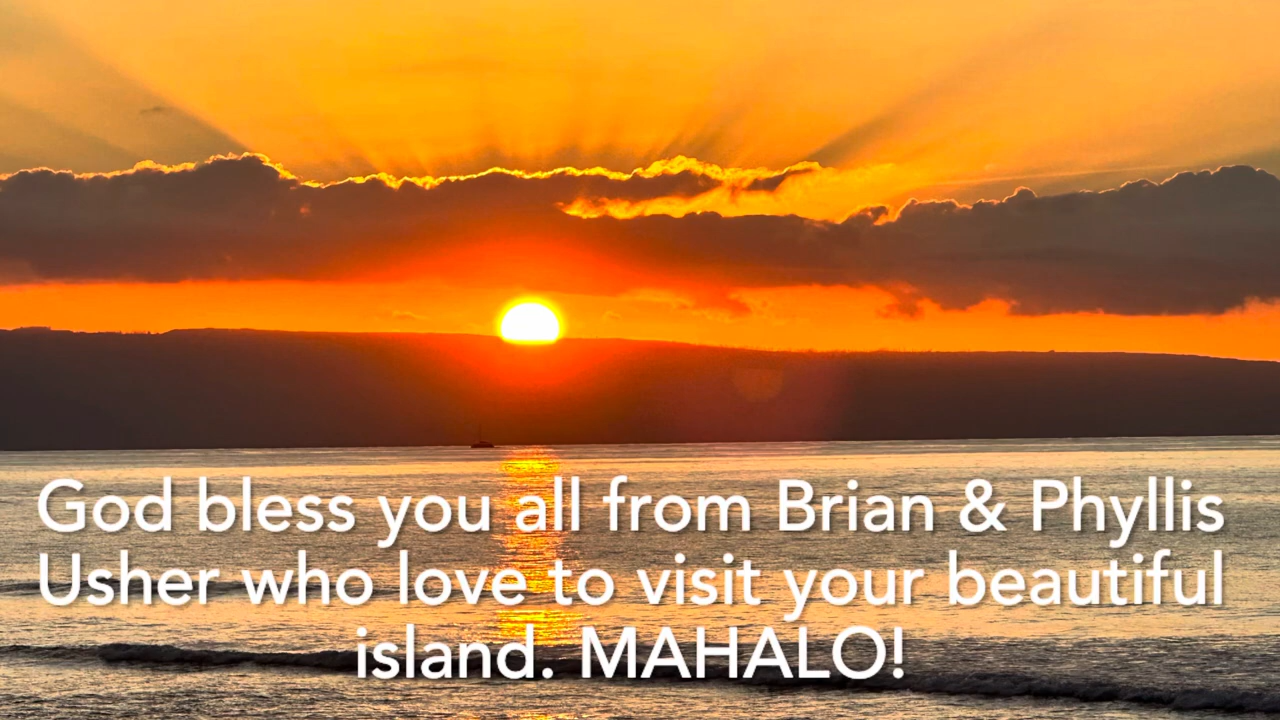 God bless you all from Brian & Phyllis
Usher who love to visit your beautiful
island. MAHALO!